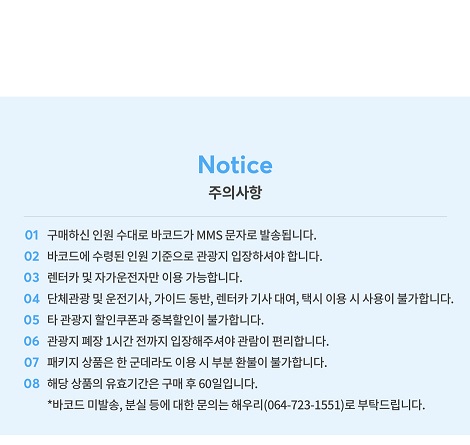 Notice
주의사항
01 구매하신 인원 수대로 바코드가 MMS 문자로 발송됩니다.
02 바코드에 수령된 인원 기준으로 관광지 입장하셔야 합니다.
03 렌터카 및 자가운전자만 이용 가능합니다.
04 단체관광 및 운전기사, 가이드 동반, 렌터카 기사 대여, 택시 이용 시 사용이 불가합니다.
05 타 관광지 할인쿠폰과 중복할인이 불가합니다.
06 관광지 폐장 1시간 전까지 입장해주셔야 관람이 편리합니다.
07 패키지 상품은 한 군데라도 이용 시 부분 환불이 불가합니다.
08 해당 상품의 유효기간은 구매 후 60일입니다.
*바코드 미발송, 분실 등에 대한 문의는 해우리(064-723-1551)로 부탁드립니다.